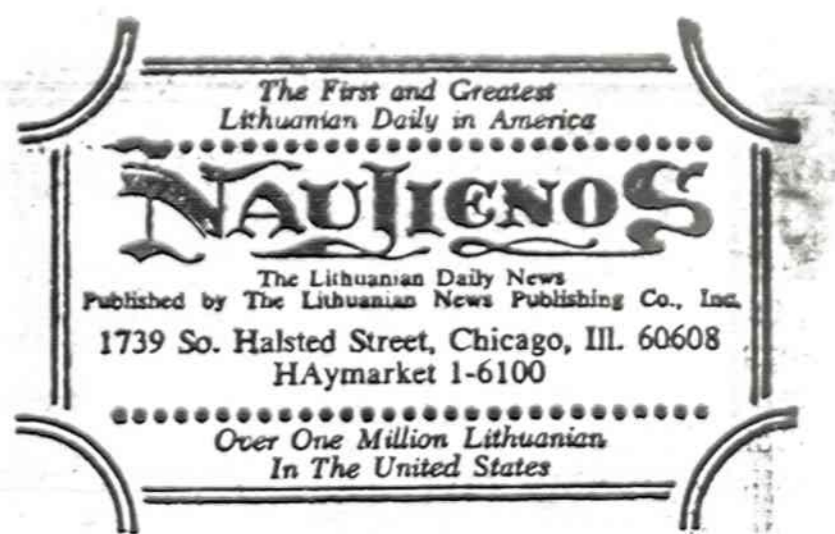 The First and Greatest
Lithuanian Daily in America
NAUJIENOS
The Lithuanian Daily News
Published by The Lithuanian News Publishing Co., Inc.
1739 So. Halsted Street, Chicago, Ill. 60608
HAymarket 1-6100
Over One Million Lithuanian
In The United States